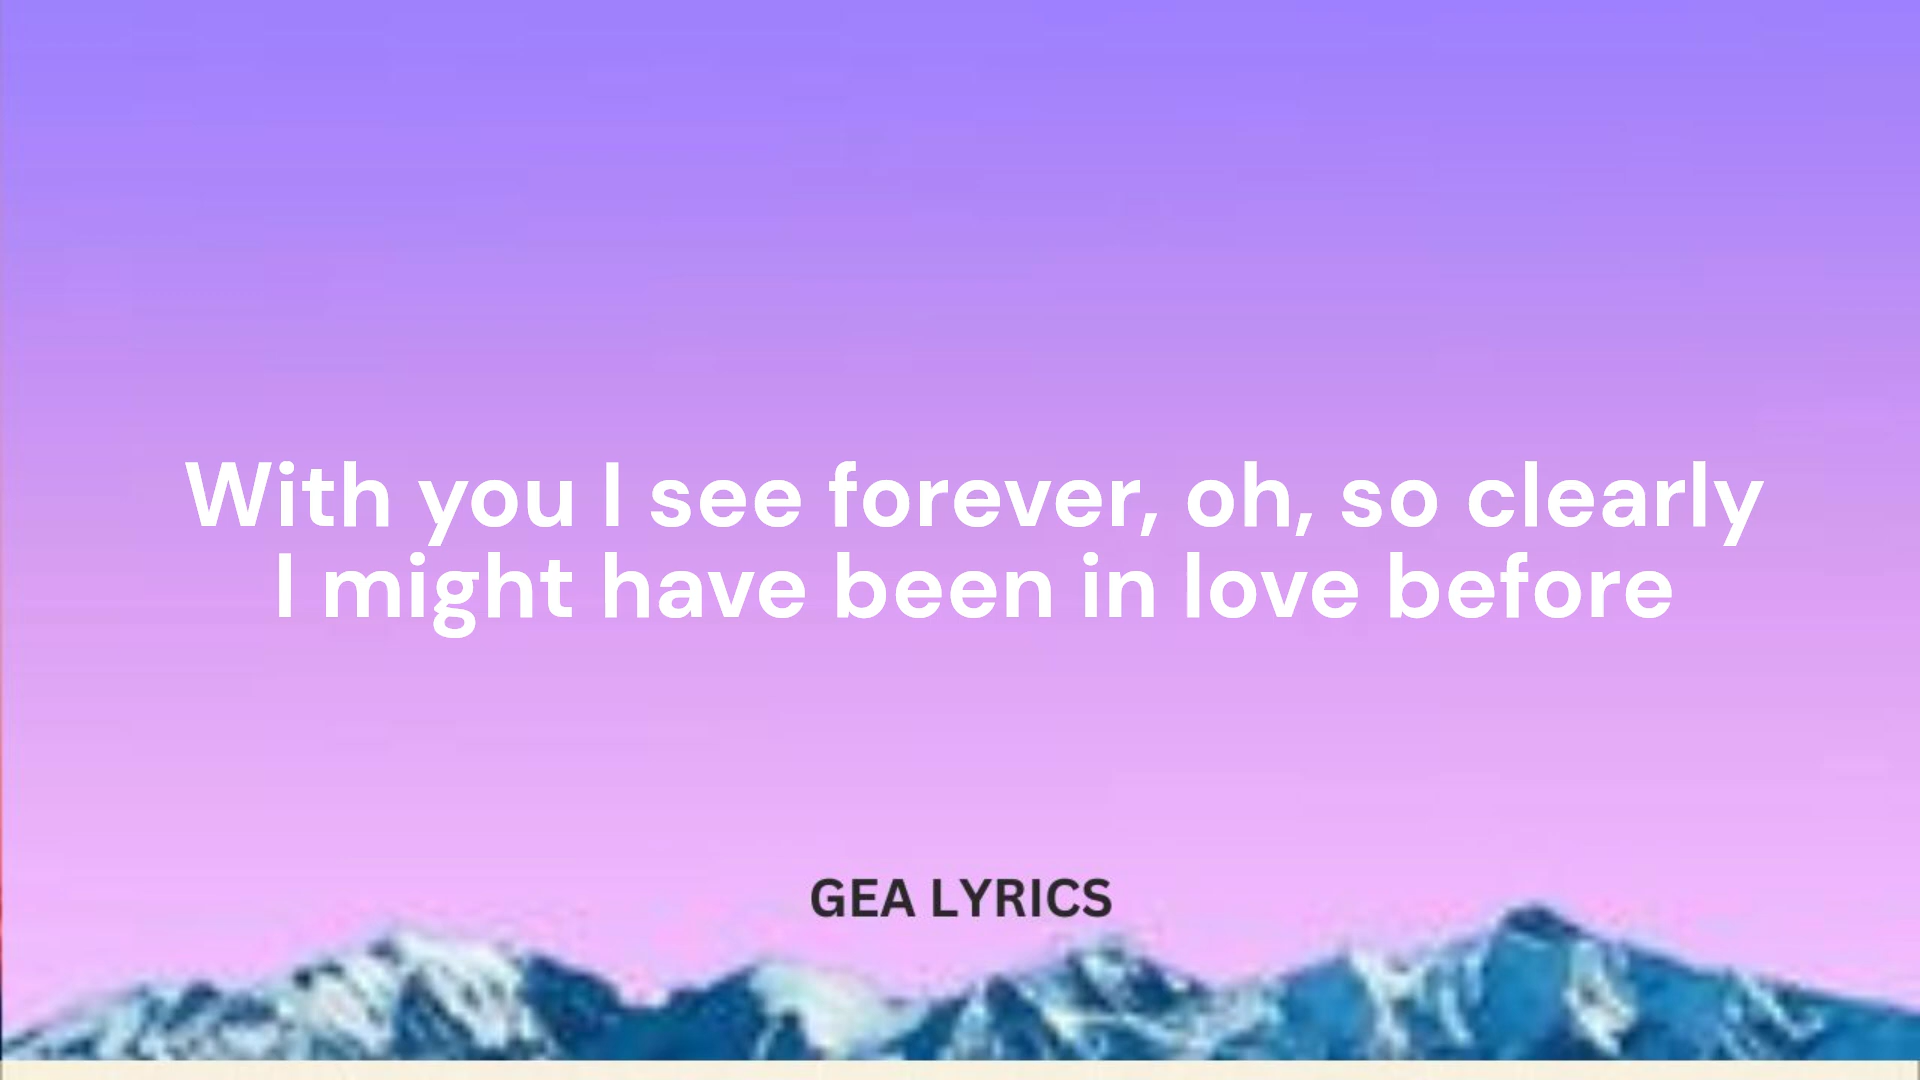 With you I see forever, oh, so clearly
I might have been in love before
GEA LYRICS